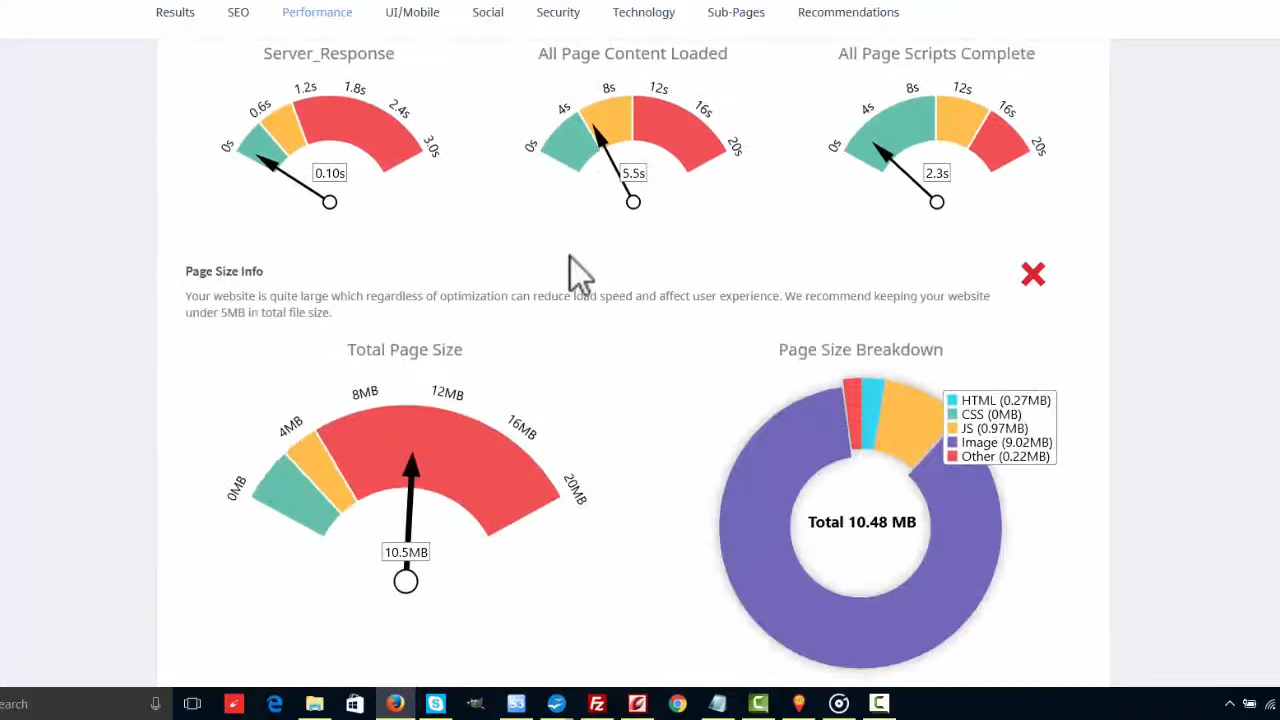 Results SEO Performance UI/Mobile Social Security Technology Sub-Pages Recommendations
Server_Response
0s 0.6s 1.2s 1.8s 2.4s 3.0s
0.10s
All Page Content Loaded
0s 4s 8s 12s 16s 20s
5.5s
All Page Scripts Complete
0s 4s 8s 12s 16s 20s
2.3s
Page Size Info
Your website is quite large which regardless of optimization can reduce load speed and affect user experience. We recommend keeping your website
under 5MB in total file size.
Total Page Size
0MB 4MB 8MB 12MB 16MB 20MB
10.5MB
Page Size Breakdown
HTML (0.27MB)
CSS (0MB)
JS (0.97MB)
Image (9.02MB)
Other (0.22MB)
Total 10.48 MB
earch